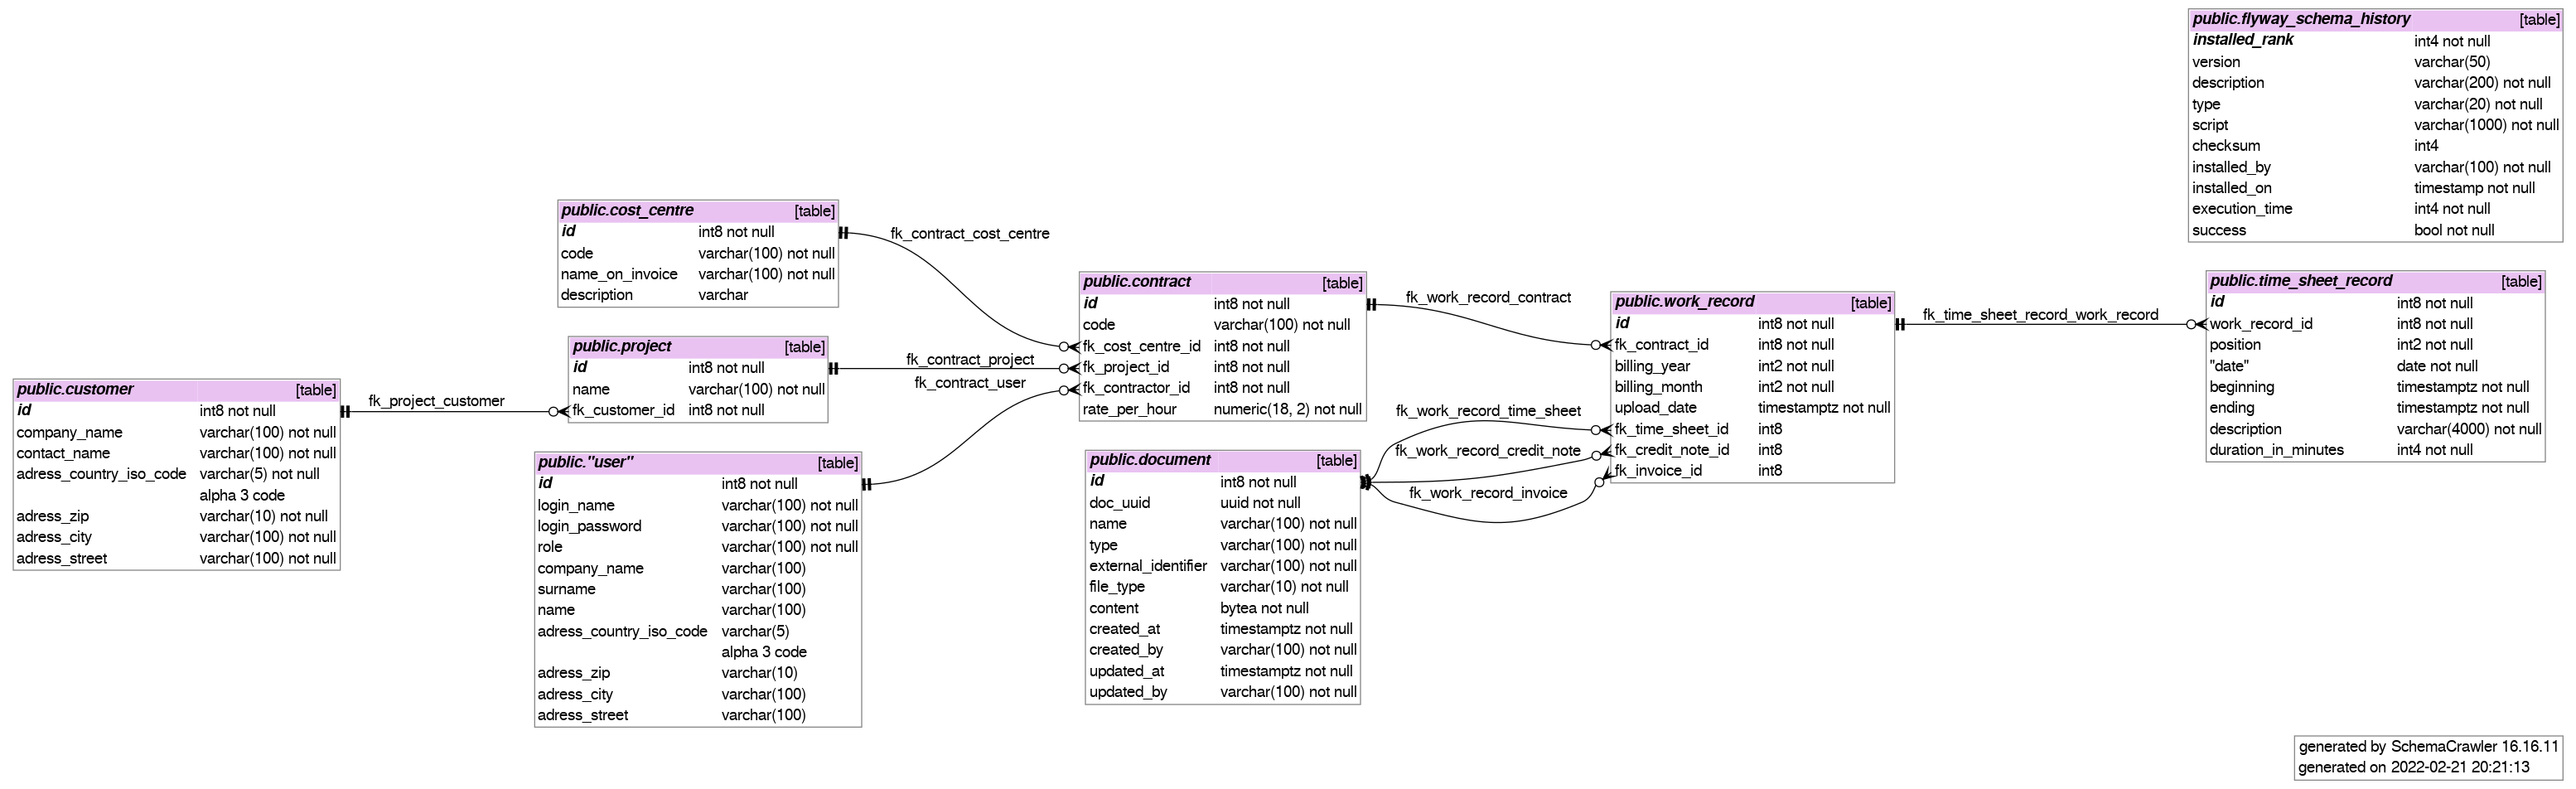 public.flyway_schema_history [table]
installed_rank int4 not null
version varchar(50)
description varchar(200) not null
type varchar(20) not null
script varchar(1000) not null
checksum int4
installed_by varchar(100) not null
installed_on timestamp not null
execution_time int4 not null
success bool not null
public.cost_centre [table]
id int8 not null
code varchar(100) not null
name_on_invoice varchar(100) not null
description varchar
fk_contract_cost_centre
public.project [table]
id int8 not null
name varchar(100) not null
fk_customer_id int8 not null
fk_contract_project
fk_contract_user
public.customer [table]
id int8 not null
company_name varchar(100) not null
contact_name varchar(100) not null
adress_country_iso_code varchar(5) not null
alpha 3 code
adress_zip varchar(10) not null
adress_city varchar(100) not null
adress_street varchar(100) not null
fk_project_customer
public."user" [table]
id int8 not null
login_name varchar(100) not null
login_password varchar(100) not null
role varchar(100) not null
company_name varchar(100)
surname varchar(100)
name varchar(100)
adress_country_iso_code varchar(5)
alpha 3 code
adress_zip varchar(10)
adress_city varchar(100)
adress_street varchar(100)
public.contract [table]
id int8 not null
code varchar(100) not null
fk_cost_centre_id int8 not null
fk_project_id int8 not null
fk_contractor_id int8 not null
rate_per_hour numeric(18, 2) not null
fk_work_record_contract
public.document [table]
id int8 not null
doc_uuid uuid not null
name varchar(100) not null
type varchar(100) not null
external_identifier varchar(100) not null
file_type varchar(10) not null
content bytea not null
created_at timestamptz not null
created_by varchar(100) not null
updated_at timestamptz not null
updated_by varchar(100) not null
fk_work_record_time_sheet
fk_work_record_credit_note
fk_work_record_invoice
public.work_record [table]
id int8 not null
fk_contract_id int8 not null
billing_year int2 not null
billing_month int2 not null
upload_date timestamptz not null
fk_time_sheet_id int8
fk_credit_note_id int8
fk_invoice_id int8
fk_time_sheet_record_work_record
public.time_sheet_record [table]
id int8 not null
work_record_id int8 not null
position int2 not null
"date" date not null
beginning timestamptz not null
ending timestamptz not null
description varchar(4000) not null
duration_in_minutes int4 not null
generated by SchemaCrawler 16.16.11
generated on 2022-02-21 20:21:13